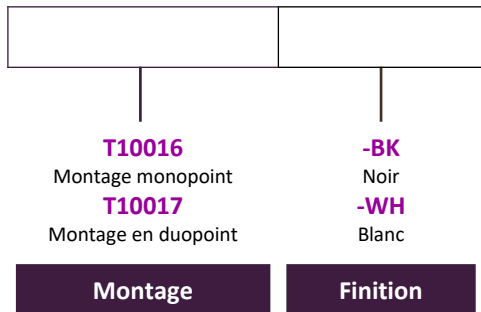 T10016
Montage monopoint
T10017
Montage en duopoint
Montage
-BK
Noir
-WH
Blanc
Finition